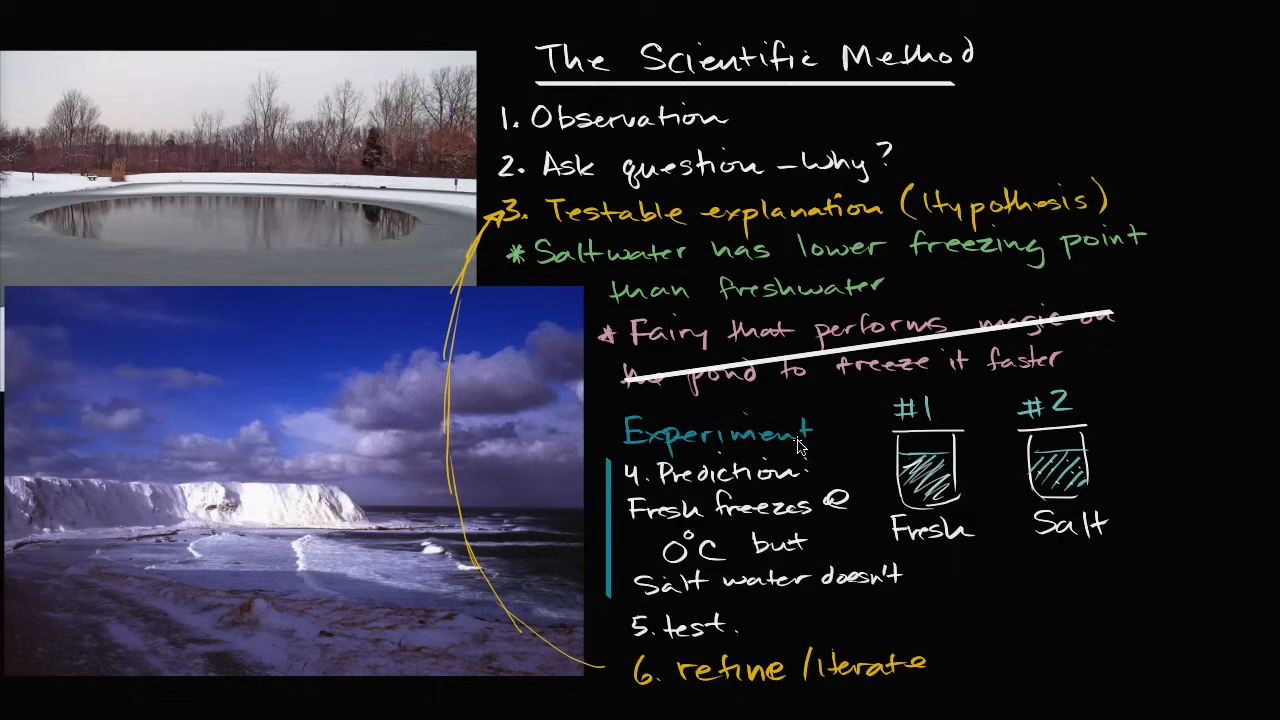 The Scientific Method
1. Observation
2. Ask question - Why?
3. Testable explanation (Hypothesis)
* Saltwater has lower freezing point
than freshwater
* Fairy that performs magic on
the pond to freeze it faster
Experiment
4. Prediction:
Fresh freezes @
0°C but
Salt water doesn't
5. test.
6. refine/iterate
#1
Fresh
#2
Salt